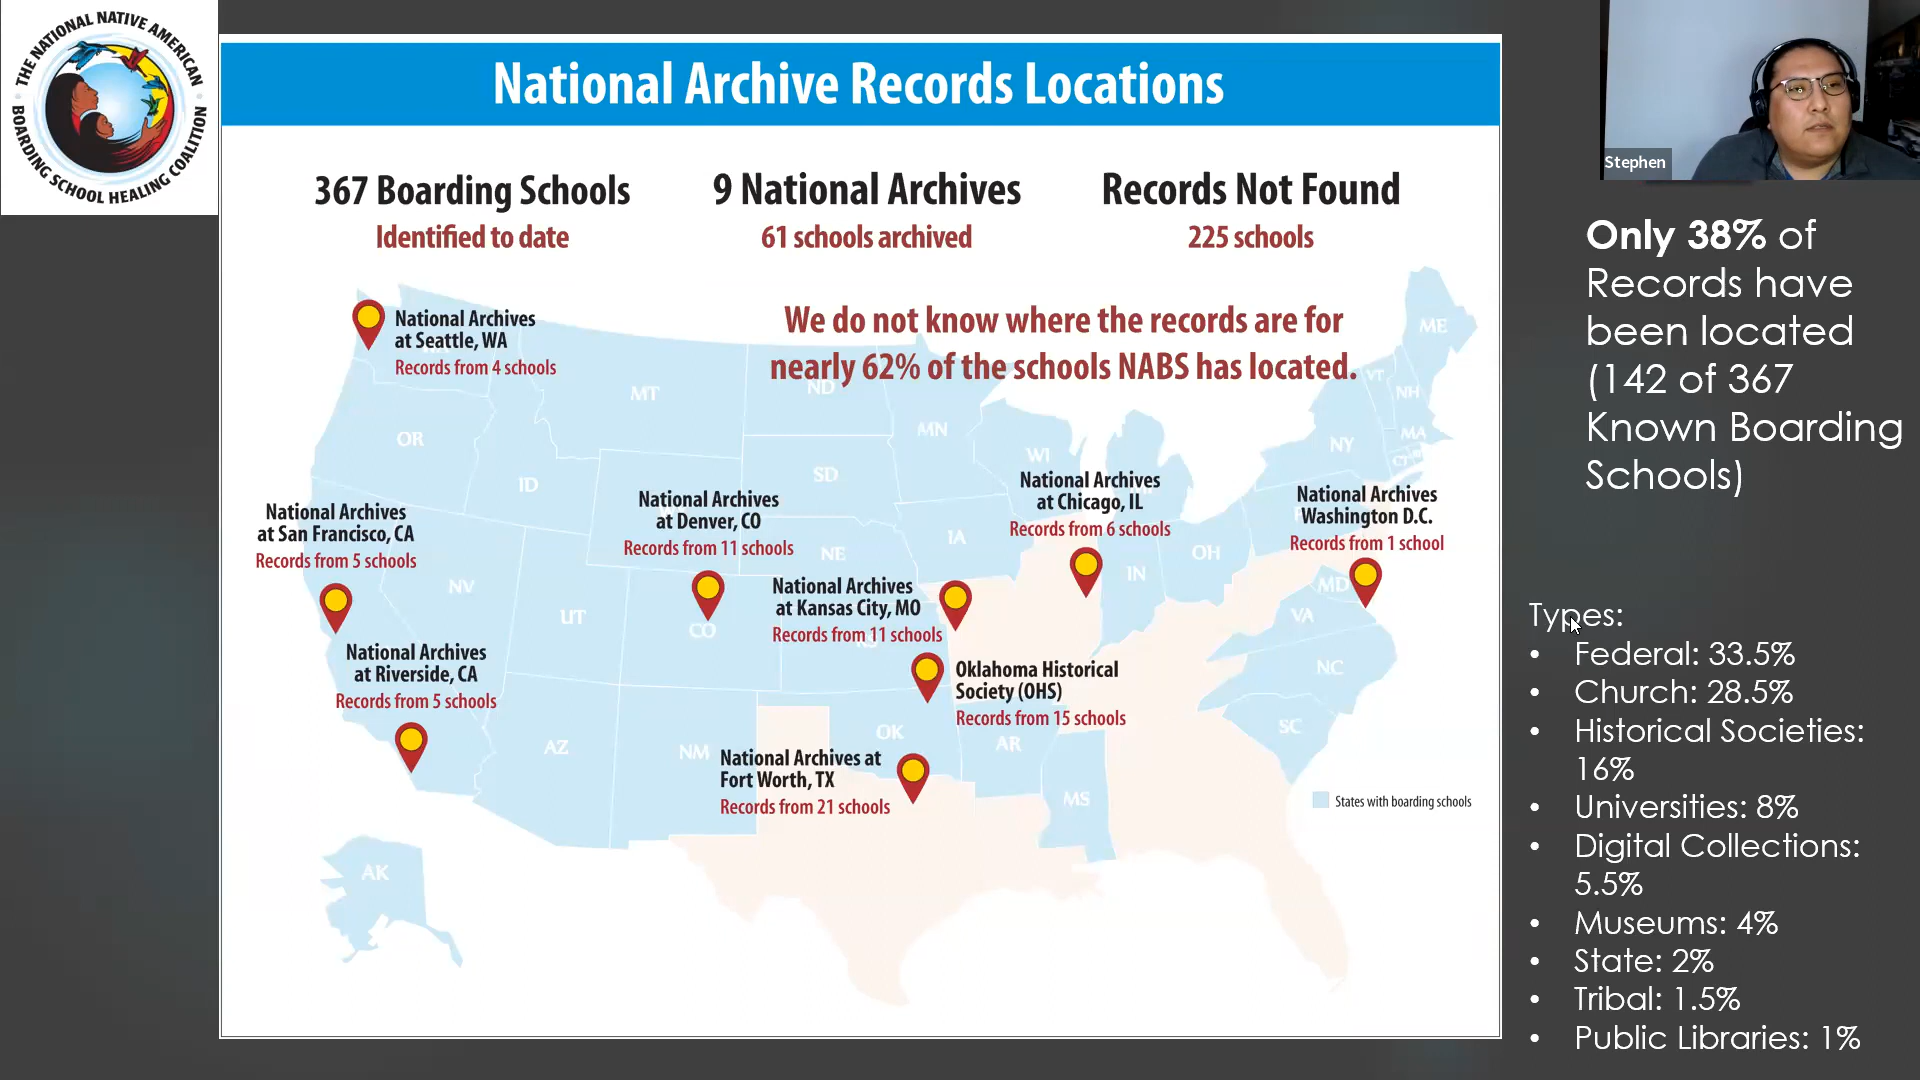 THE NATIONAL NATIVE AMERICAN
BOARDING SCHOOL HEALING COALITION
National Archive Records Locations
367 Boarding Schools
Identified to date
9 National Archives
61 schools archived
Records Not Found
225 schools
We do not know where the records are for
nearly 62% of the schools NABS has located.
National Archives
at Seattle, WA
Records from 4 schools
National Archives
at San Francisco, CA
Records from 5 schools
National Archives
at Riverside, CA
Records from 5 schools
National Archives
at Denver, CO
Records from 11 schools
National Archives
at Kansas City, MO
Records from 11 schools
National Archives
at Chicago, IL
Records from 6 schools
National Archives
Washington D.C.
Records from 1 school
Oklahoma Historical
Society (OHS)
Records from 15 schools
National Archives at
Fort Worth, TX
Records from 21 schools
MT
ND
MN
WI
ME
VT
NH
MA
CT
NY
OR
ID
SD
IA
NE
NV
UT
CO
KS
IN
OH
MD
VA
NC
SC
AZ
NM
OK
AR
MS
AK
States with boarding schools
Stephen
Only 38% of
Records have
been located
(142 of 367
Known Boarding
Schools)
Types:
• Federal: 33.5%
• Church: 28.5%
• Historical Societies:
16%
• Universities: 8%
• Digital Collections:
5.5%
• Museums: 4%
• State: 2%
• Tribal: 1.5%
• Public Libraries: 1%